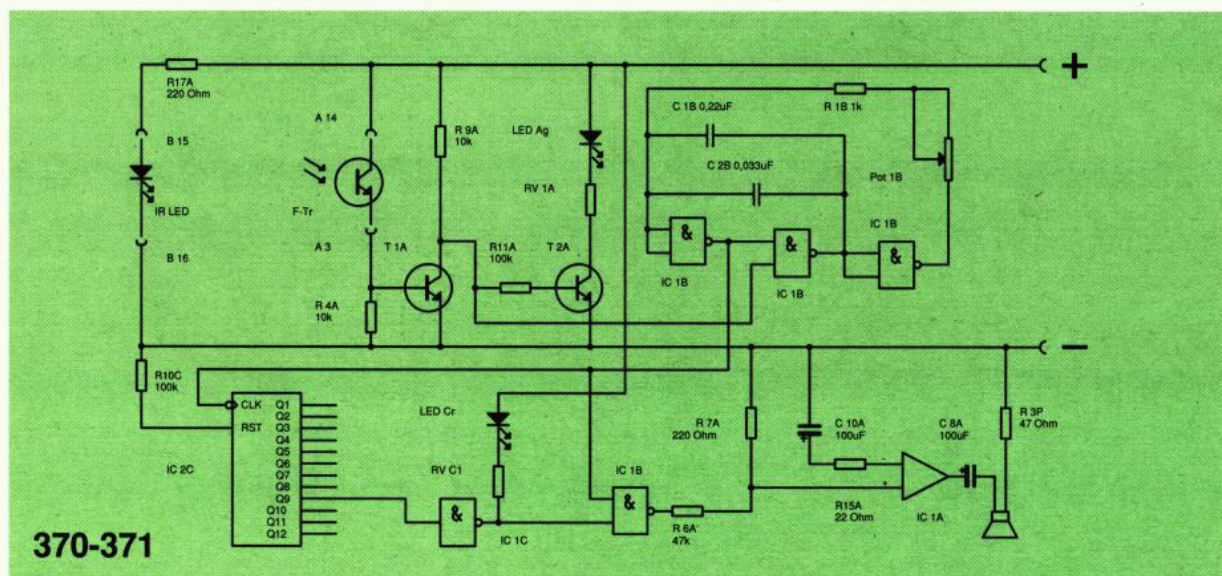 +
R17A
220 Ohm
A 14
B 15
IR LED
B 16
F-Tr
A 3
R 4A
10k
T 1A
R 9A
10k
R11A
100k
LED Ag
RV 1A
T 2A
C 1B 0,22uF
C 2B 0,033uF
R 1B 1k
Pot 1B
&
IC 1B
&
IC 1B
IC 1B
&
−
R10C
100k
CLK
RST
Q1
Q2
Q3
Q4
Q5
Q6
Q7
Q8
Q9
Q10
Q11
Q12
IC 2C
LED Cr
RV C1
&
IC 1C
IC 1B
&
R 6A
47k
R 7A
220 Ohm
C 10A
100uF
+
R15A
22 Ohm
-
+
IC 1A
C 8A
100uF
+
R 3P
47 Ohm
370-371